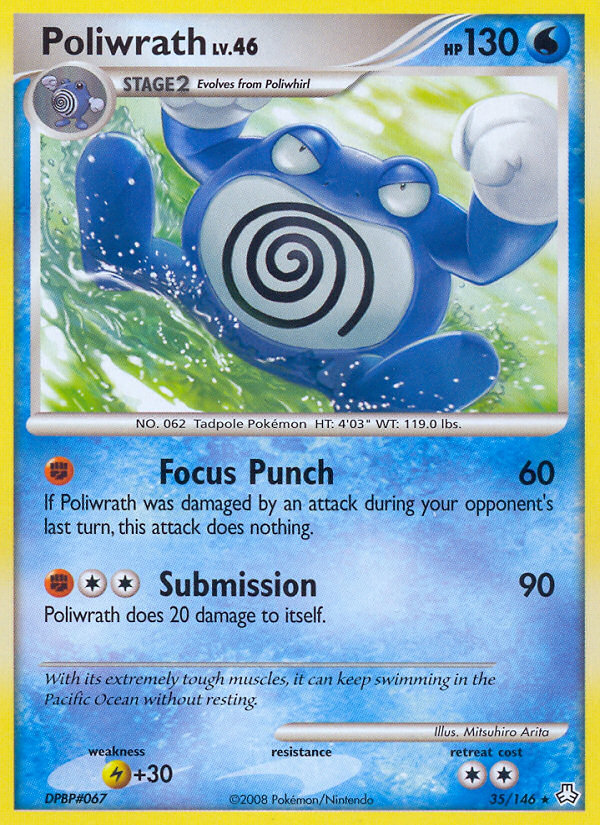 Poliwrath LV.46 HP 130
STAGE2 Evolves from Poliwhirl
NO. 062 Tadpole Pokémon HT: 4'03" WT: 119.0 lbs.
Focus Punch 60
If Poliwrath was damaged by an attack during your opponent's
last turn, this attack does nothing.
Submission 90
Poliwrath does 20 damage to itself.
With its extremely tough muscles, it can keep swimming in the
Pacific Ocean without resting.
Illus. Mitsuhiro Arita
weakness resistance retreat cost
+30
DPBP#067 ©2008 Pokémon/Nintendo 35/146 ★